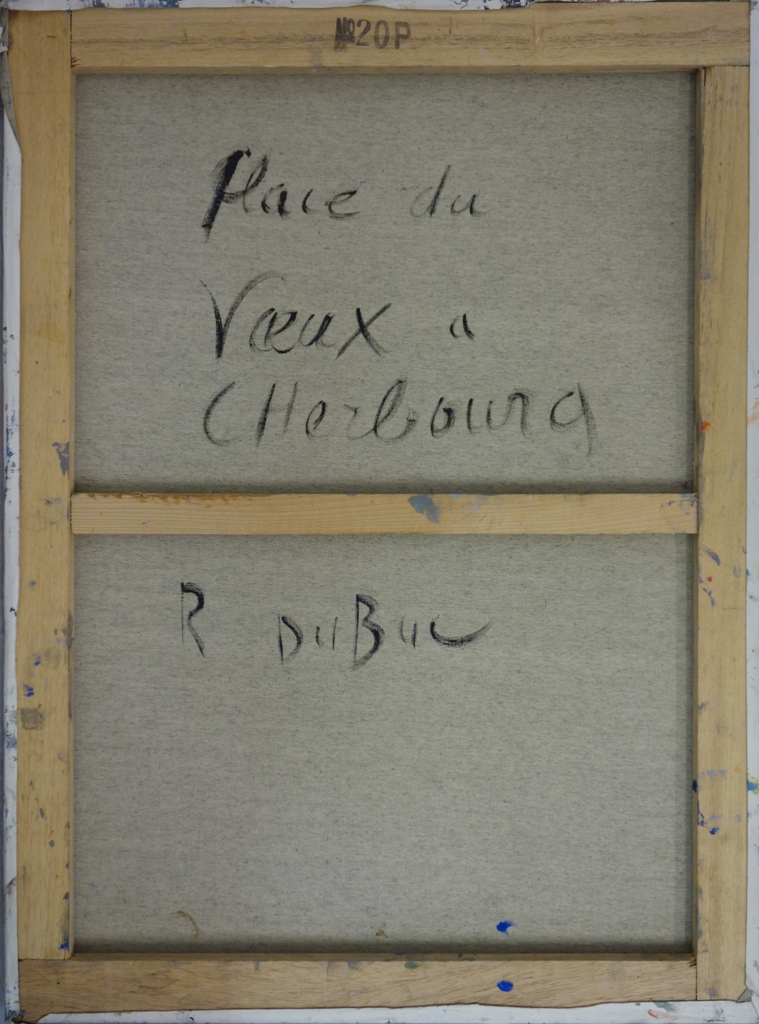 №20P
Place du
Vœux a
CHerbourg
R DuBuc